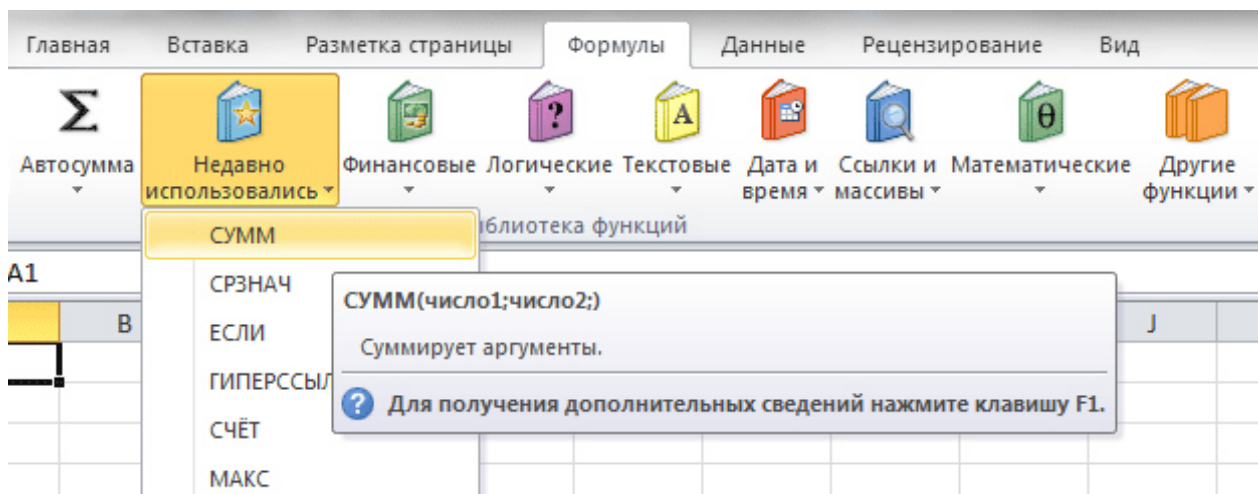 Главная Вставка Разметка страницы Формулы Данные Рецензирование Вид
Σ ? A θ
Автосумма Недавно использовались Финансовые Логические Текстовые Дата и время Ссылки и массивы Математические Другие функции
функций
СУММ
A1
СРЗНАЧ
СУММ(число1;число2;)
B
J
ЕСЛИ
Суммирует аргументы.
Для получения дополнительных сведений нажмите клавишу F1.
СЧЁТ
МАКС